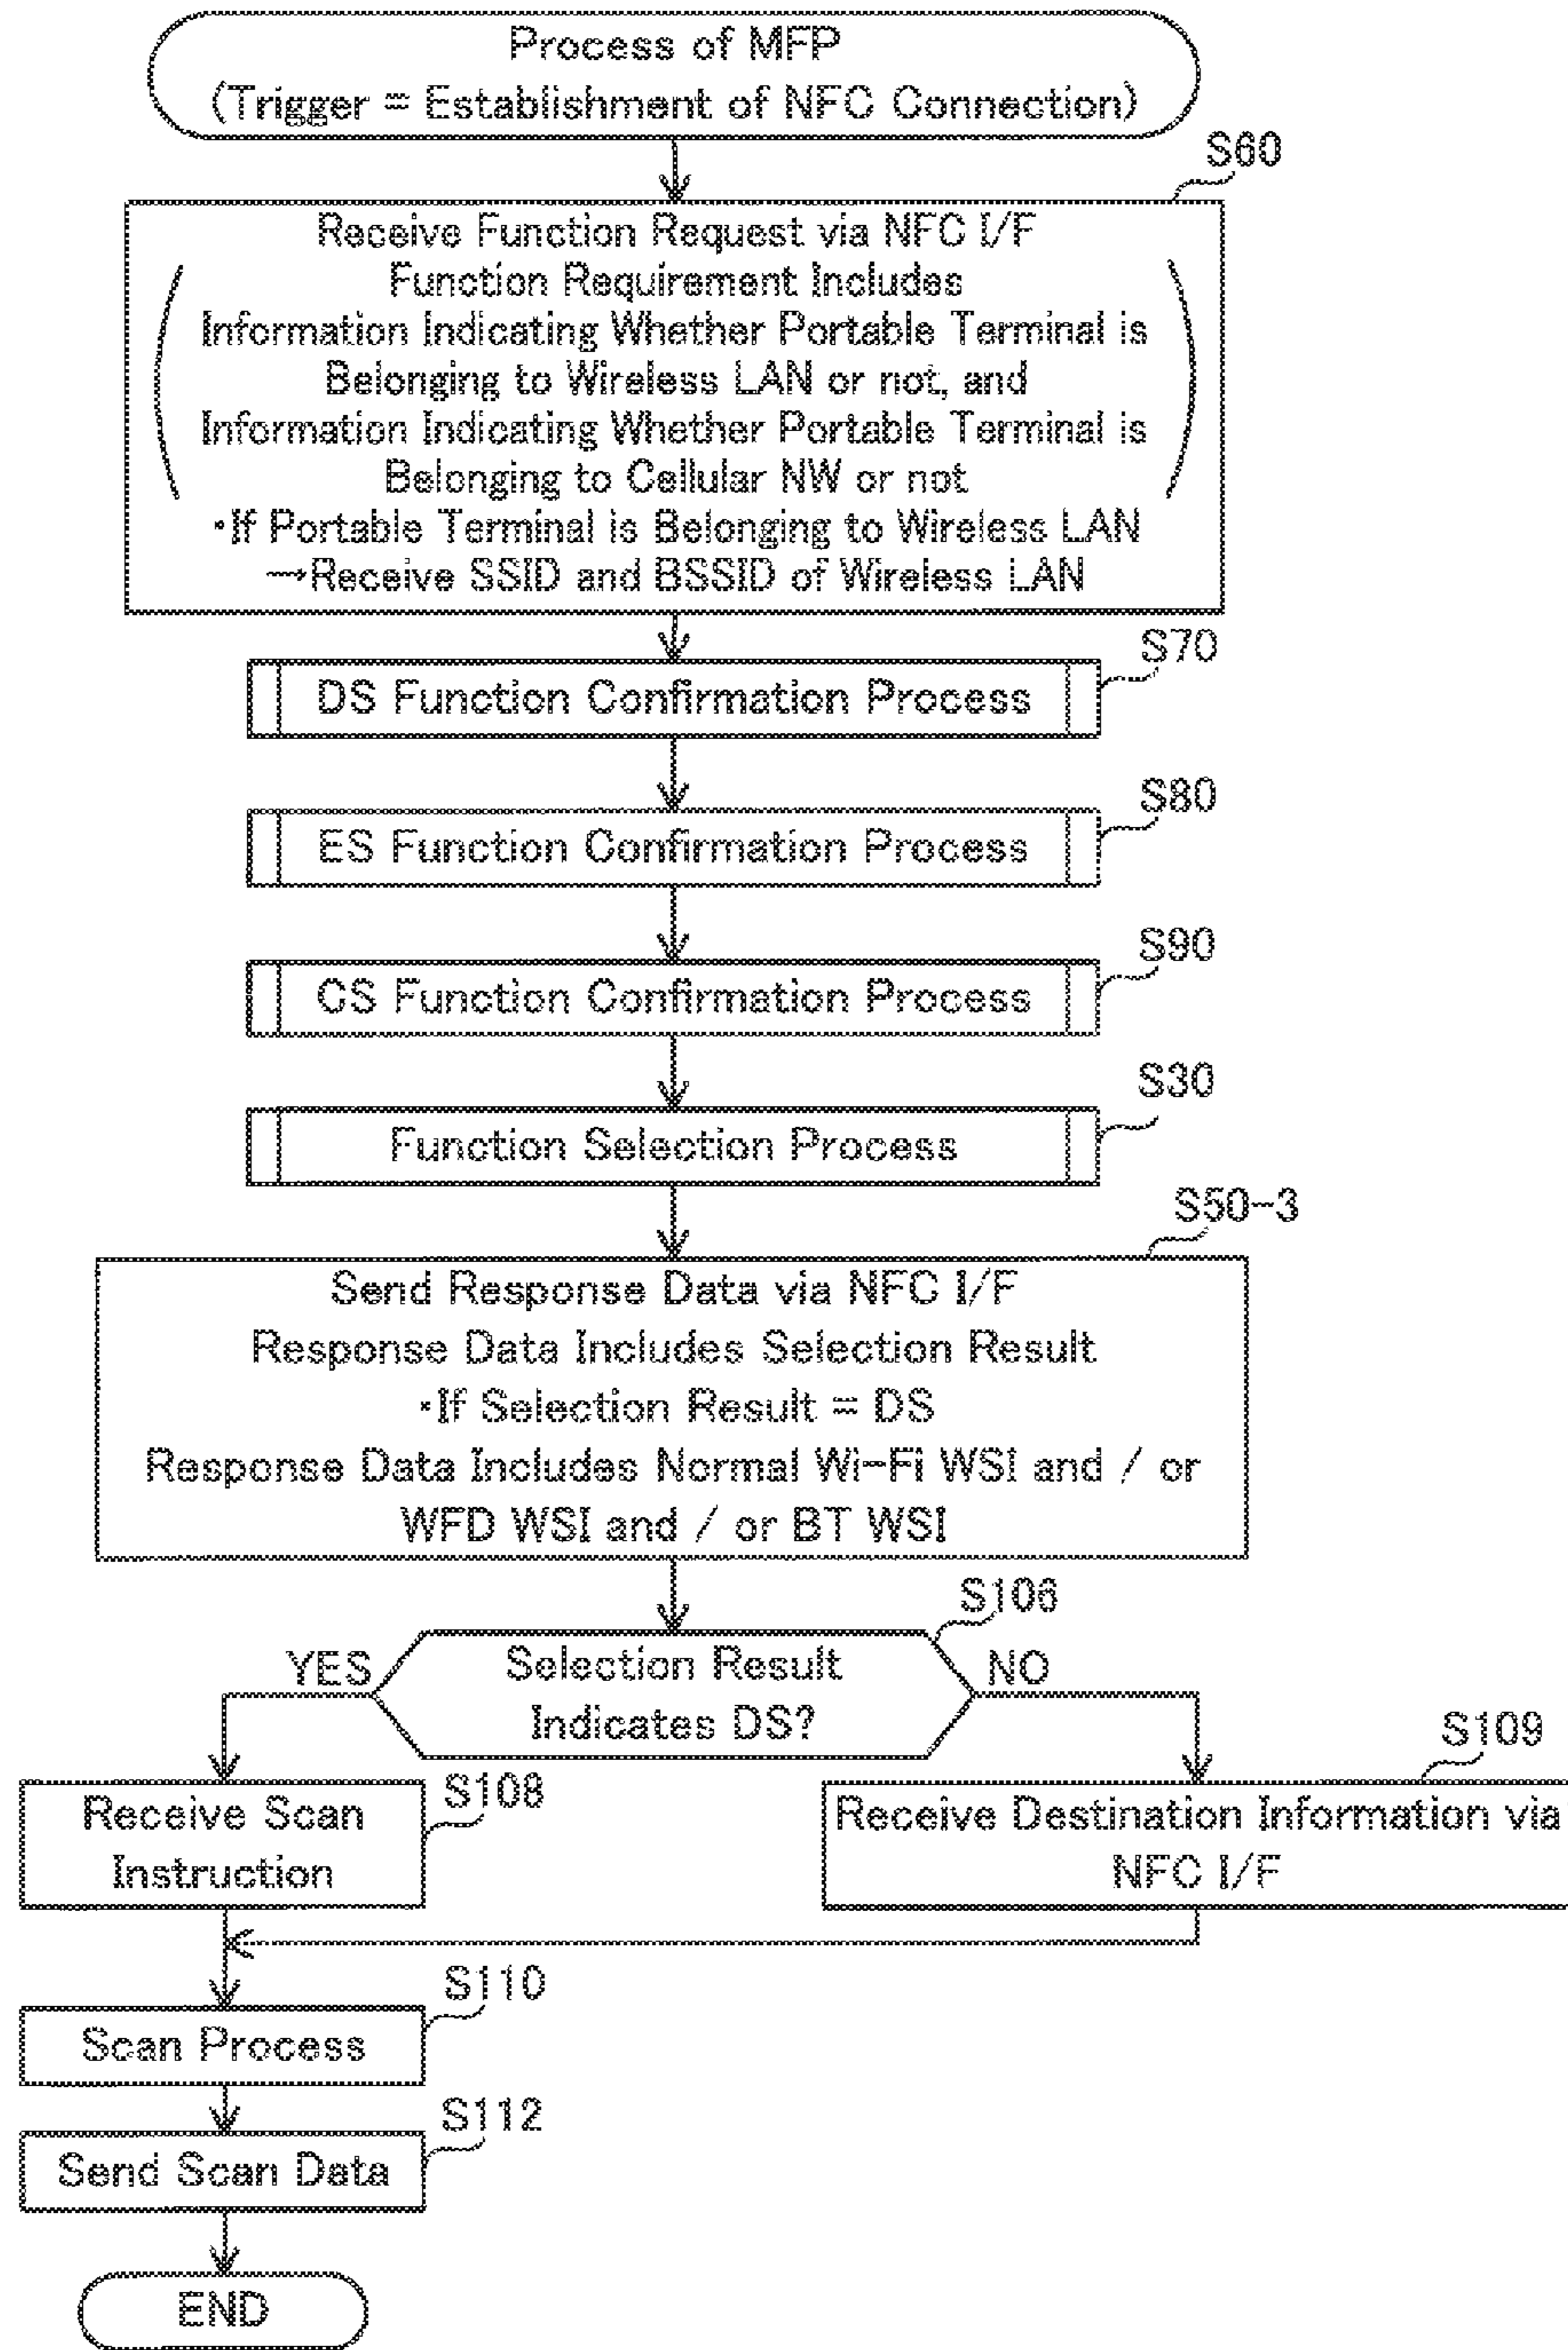 Process of MFP
(Trigger = Establishment of NFC Connection)
S60
Receive Function Request via NFC I/F
Function Requirement Includes
Information Indicating Whether Portable Terminal is
Belonging to Wireless LAN or not, and
Information Indicating Whether Portable Terminal is
Belonging to Cellular NW or not
・If Portable Terminal is Belonging to Wireless LAN
→Receive SSID and BSSID of Wireless LAN
S70
DS Function Confirmation Process
S80
ES Function Confirmation Process
S90
CS Function Confirmation Process
S30
Function Selection Process
S50-3
Send Response Data via NFC I/F
Response Data Includes Selection Result
・If Selection Result = DS
Response Data Includes Normal Wi-Fi WSI and / or
WFD WSI and / or BT WSI
S106
YES
Selection Result
Indicates DS?
NO
S108
Receive Scan
Instruction
S109
Receive Destination Information via
NFC I/F
S110
Scan Process
S112
Send Scan Data
END